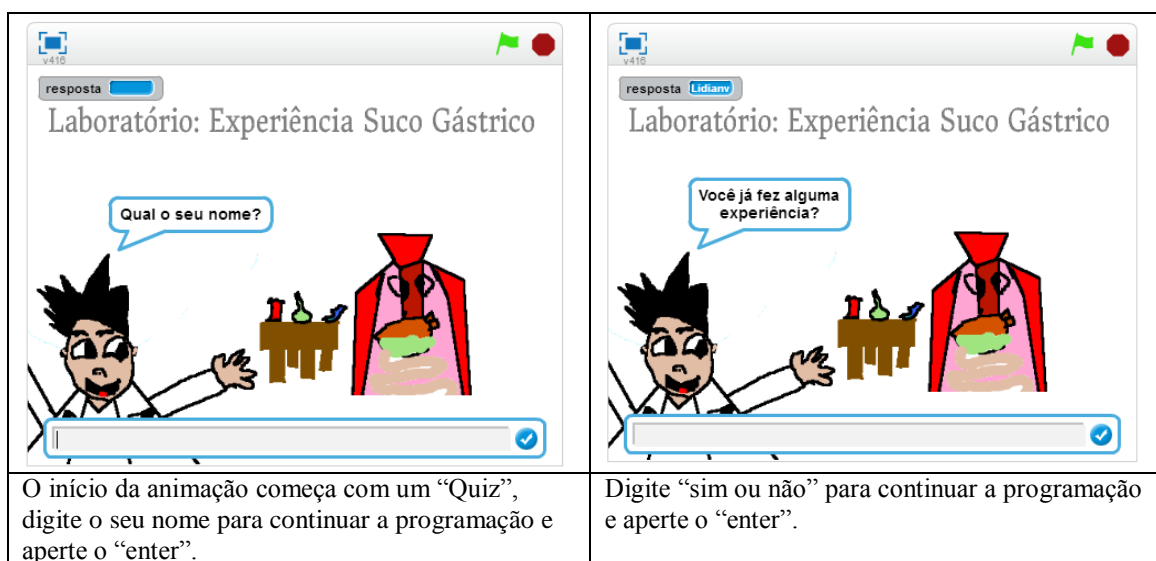 v416
resposta
Laboratório: Experiência Suco Gástrico
Qual o seu nome?
O início da animação começa com um “Quiz”,
digite o seu nome para continuar a programação e
aperte o “enter”.
v416
resposta Lidianv
Laboratório: Experiência Suco Gástrico
Você já fez alguma
experiência?
Digite “sim ou não” para continuar a programação
e aperte o “enter”.